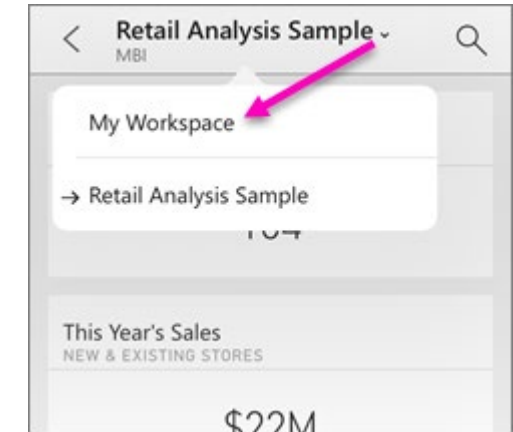 Retail Analysis Sample
MBI
My Workspace
→ Retail Analysis Sample
This Year's Sales
NEW & EXISTING STORES
$22M